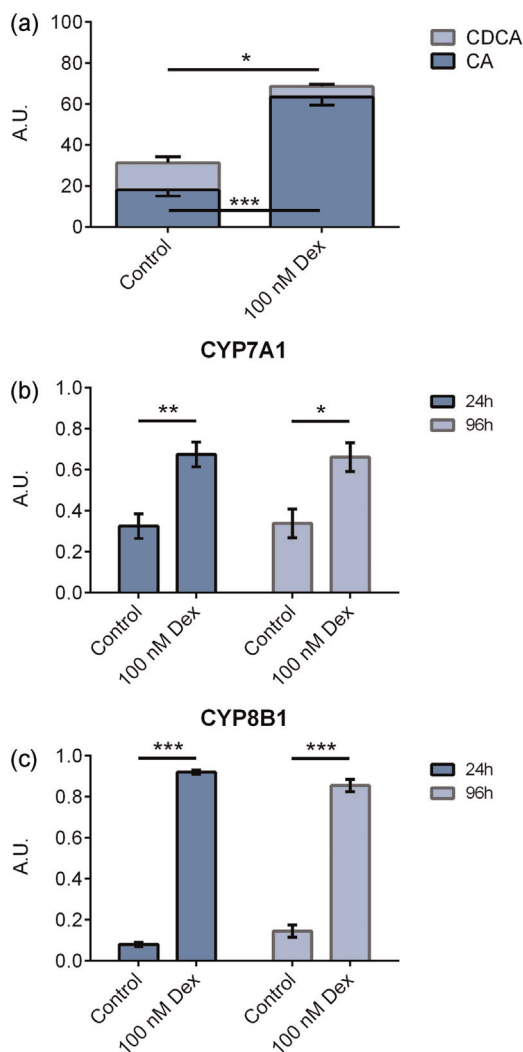 (a)
CDCA
CA
100
80
60
40
20
0
A.U.
*
***
Control
100 nM Dex
CYP7A1
(b)
24h
96h
1.0
0.8
0.6
0.4
0.2
0.0
A.U.
**
*
Control
100 nM Dex
Control
100 nM Dex
CYP8B1
(c)
24h
96h
1.0
0.8
0.6
0.4
0.2
0.0
A.U.
***
***
Control
100 nM Dex
Control
100 nM Dex